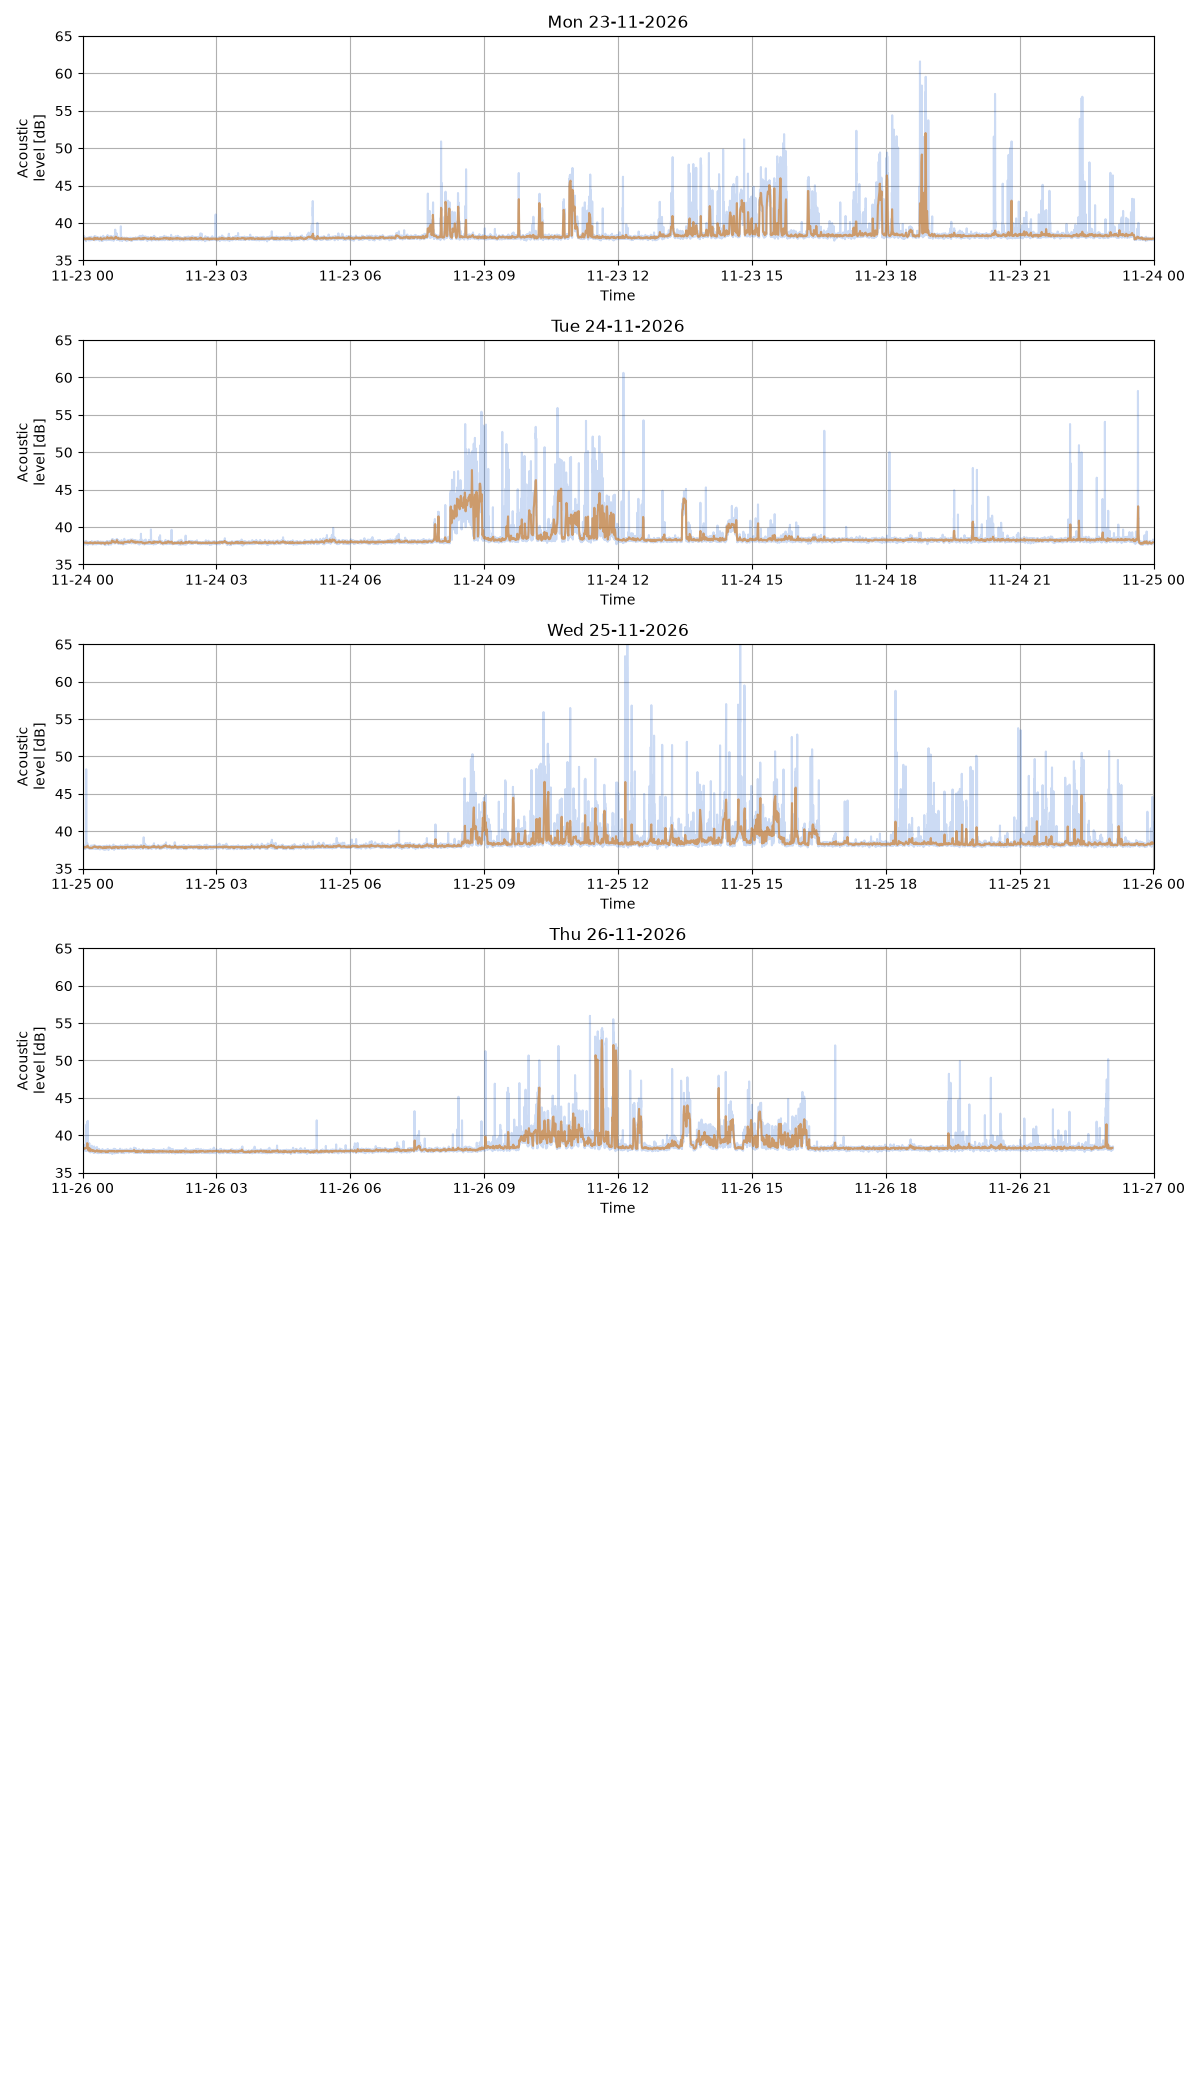 Mon 23-11-2026
Acoustic
level [dB]
65
60
55
50
45
40
35
11-23 00 11-23 03 11-23 06 11-23 09 11-23 12 11-23 15 11-23 18 11-23 21 11-24 00
Time
Tue 24-11-2026
Acoustic
level [dB]
65
60
55
50
45
40
35
11-24 00 11-24 03 11-24 06 11-24 09 11-24 12 11-24 15 11-24 18 11-24 21 11-25 00
Time
Wed 25-11-2026
Acoustic
level [dB]
65
60
55
50
45
40
35
11-25 00 11-25 03 11-25 06 11-25 09 11-25 12 11-25 15 11-25 18 11-25 21 11-26 00
Time
Thu 26-11-2026
Acoustic
level [dB]
65
60
55
50
45
40
35
11-26 00 11-26 03 11-26 06 11-26 09 11-26 12 11-26 15 11-26 18 11-26 21 11-27 00
Time